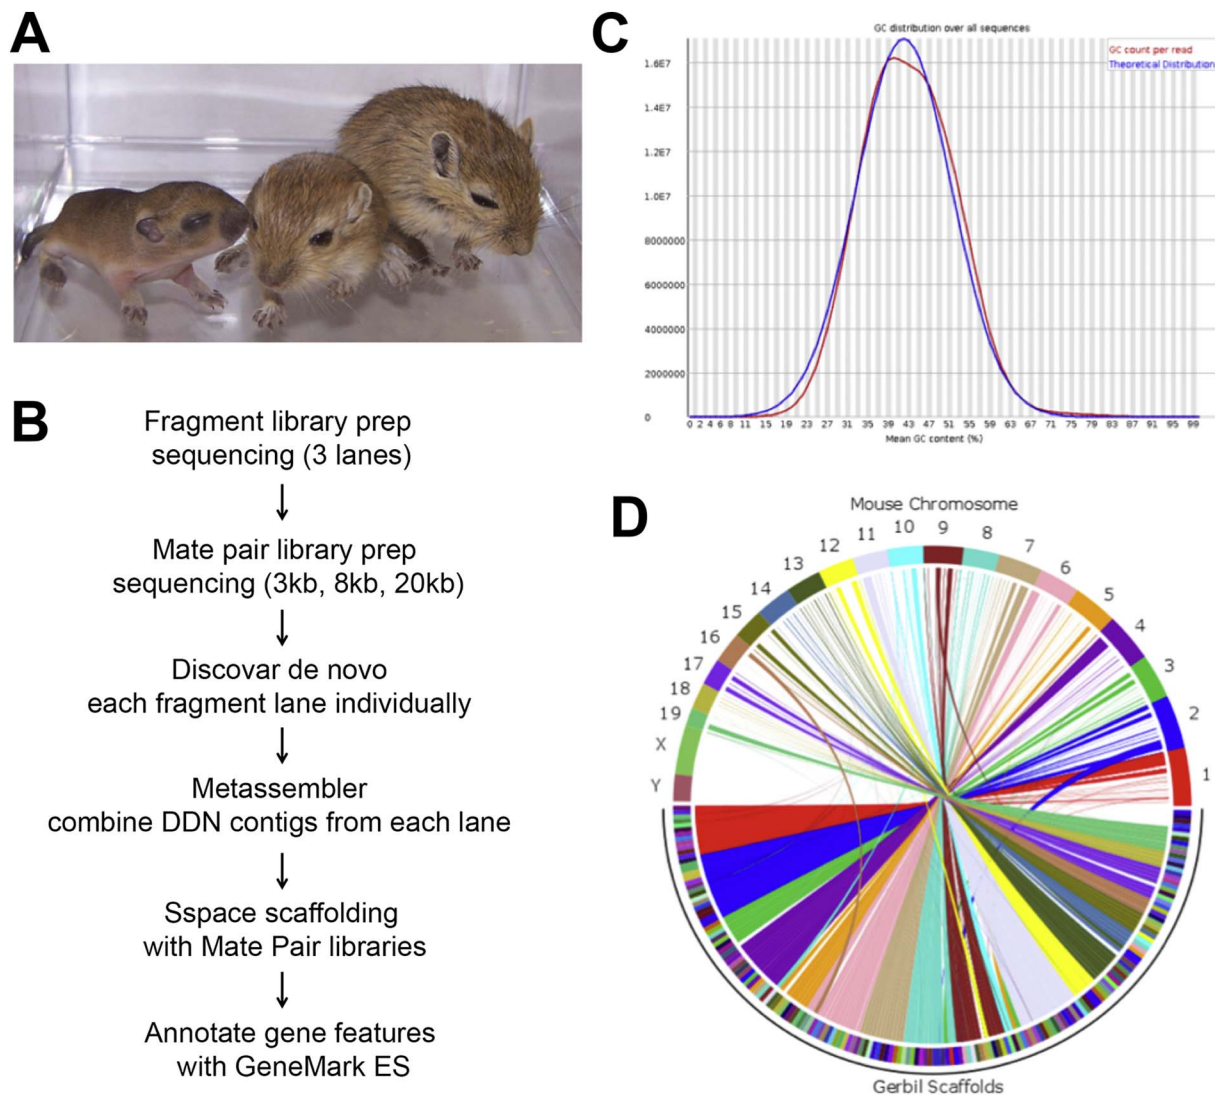 A
B
Fragment library prep
sequencing (3 lanes)
Mate pair library prep
sequencing (3kb, 8kb, 20kb)
Discovar de novo
each fragment lane individually
Metassembler
combine DDN contigs from each lane
Sspace scaffolding
with Mate Pair libraries
Annotate gene features
with GeneMark ES
C
GC distribution over all sequences
GC count per read
Theoretical Distribution
1.6E7
1.4E7
1.2E7
1.0E7
8000000
6000000
4000000
2000000
0
0 2 4 6 8 11 15 19 23 27 31 35 39 43 47 51 55 59 63 67 71 75 79 83 87 91 95 99
Mean GC content (%)
D
Mouse Chromosome
1
2
3
4
5
6
7
8
9
10
11
12
13
14
15
16
17
18
19
X
Y
Gerbil Scaffolds